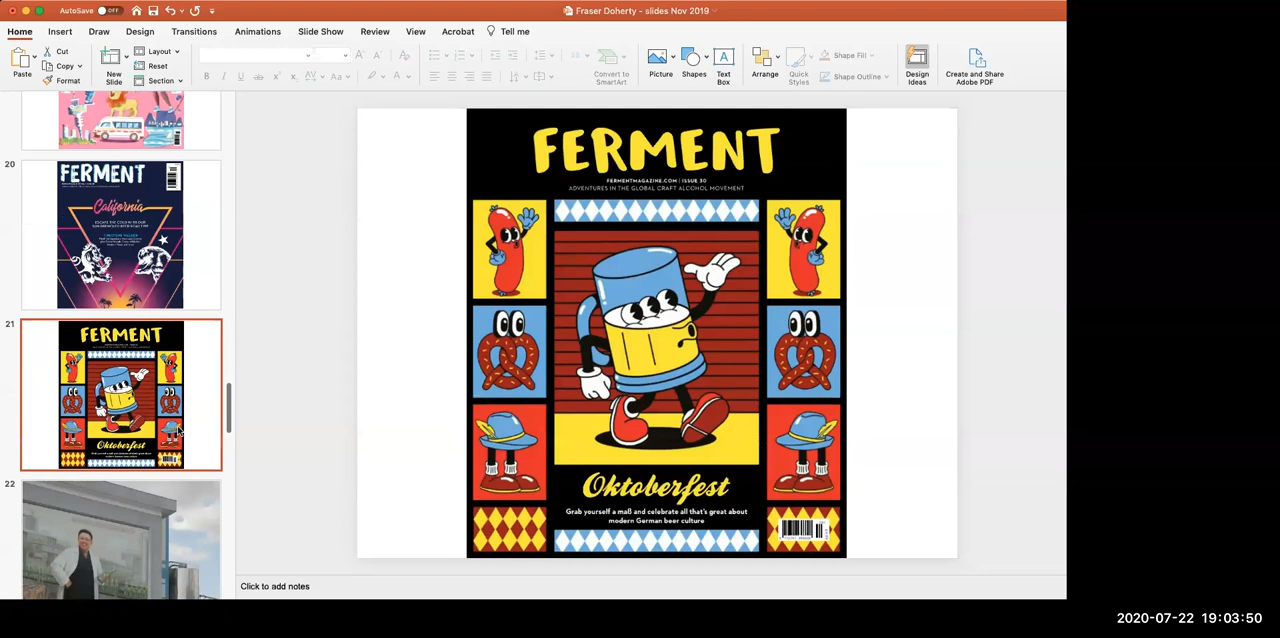 AutoSave OFF
Fraser Doherty - slides Nov 2019
Home Insert Draw Design Transitions Animations Slide Show Review View Acrobat Tell me
Paste
Cut
Copy
Format
New Slide
Layout
Reset
Section
Convert to SmartArt
Picture
Shapes
Text Box
Arrange
Quick Styles
Shape Fill
Shape Outline
Design Ideas
Create and Share Adobe PDF
20
FERMENT
California
21
FERMENT
Oktoberfest
22
FERMENT
FERMENTMAGAZINE.COM | ISSUE 30
ADVENTURES IN THE GLOBAL CRAFT ALCOHOL MOVEMENT
Oktoberfest
Grab yourself a maß and celebrate all that's great about
modern German beer culture
Click to add notes
2020-07-22 19:03:50